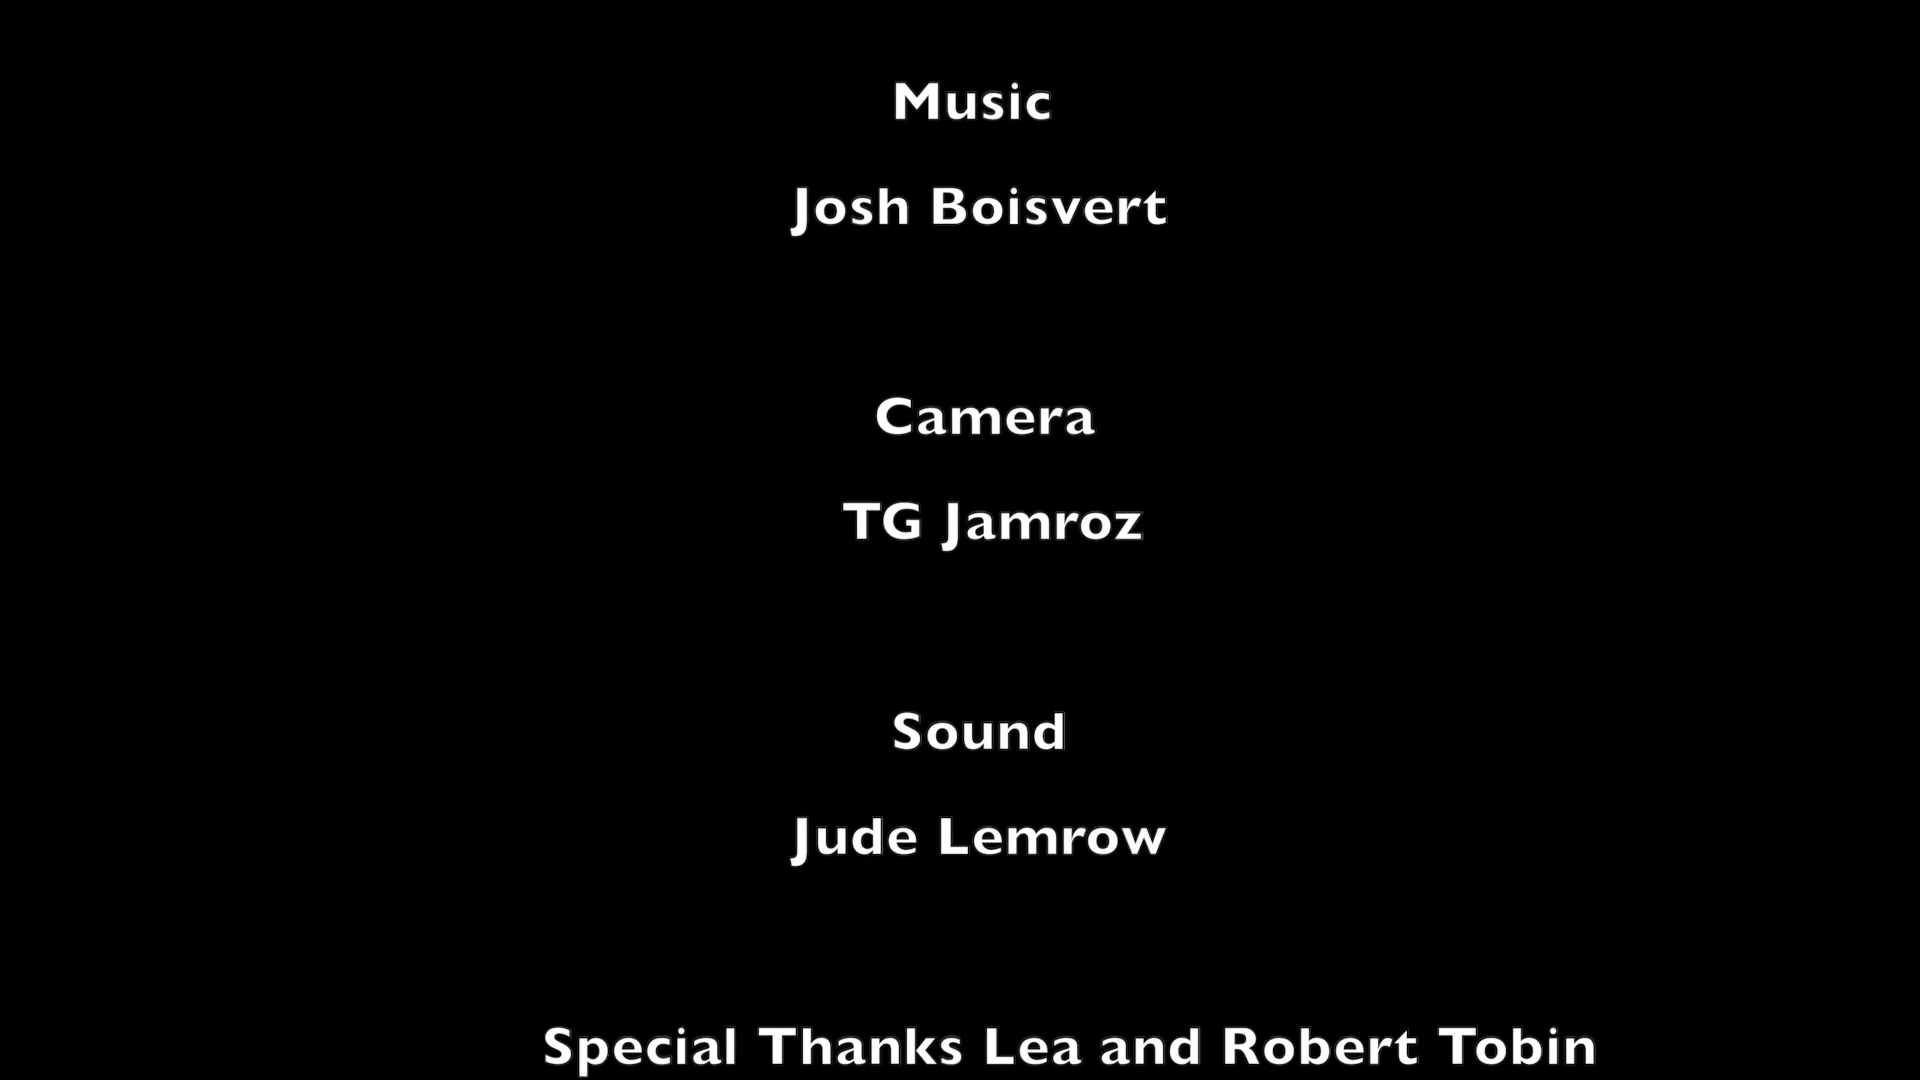 Music
Josh Boisvert
Camera
TG Jamroz
Sound
Jude Lemrow
Special Thanks Lea and Robert Tobin